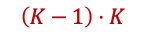 (K − 1) · K